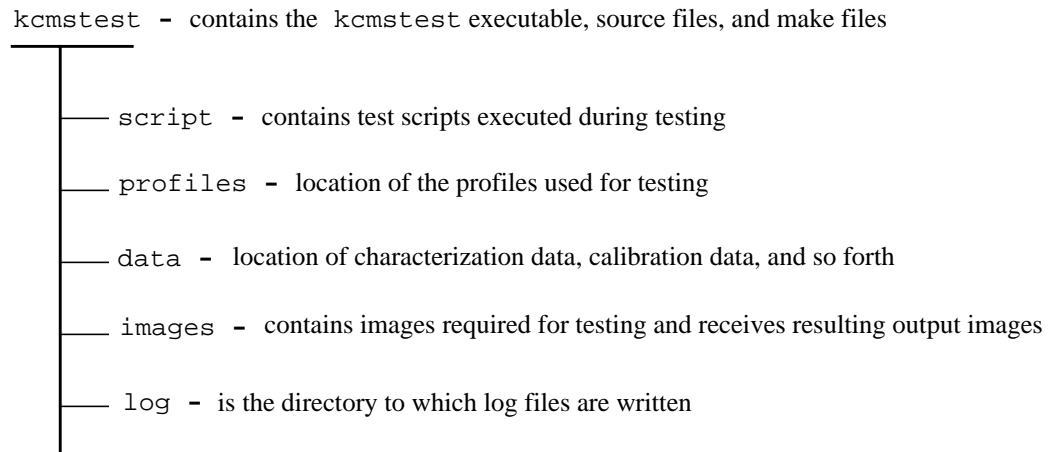 kcmstest - contains the kcmstest executable, source files, and make files
script - contains test scripts executed during testing
profiles - location of the profiles used for testing
data - location of characterization data, calibration data, and so forth
images - contains images required for testing and receives resulting output images
log - is the directory to which log files are written